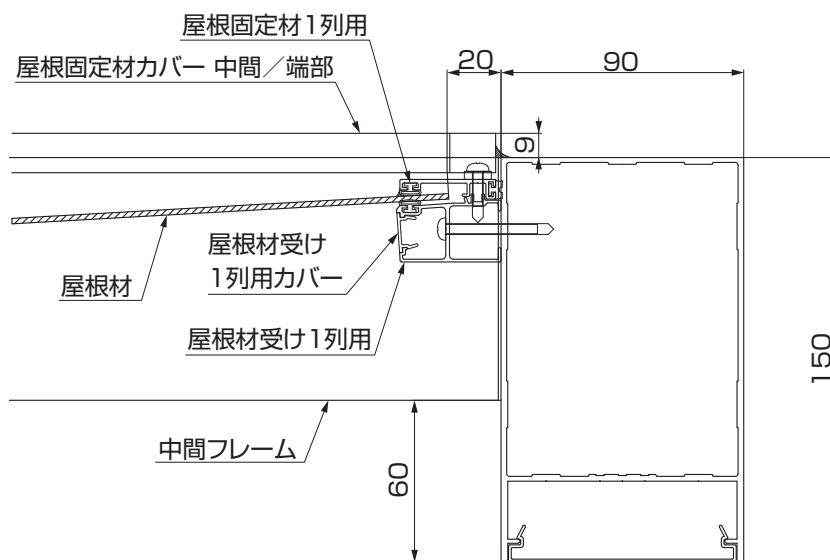 屋根固定材1列用
屋根固定材カバー 中間／端部
20
90
9
屋根材受け
1列用カバー
屋根材
屋根材受け1列用
150
中間フレーム
60